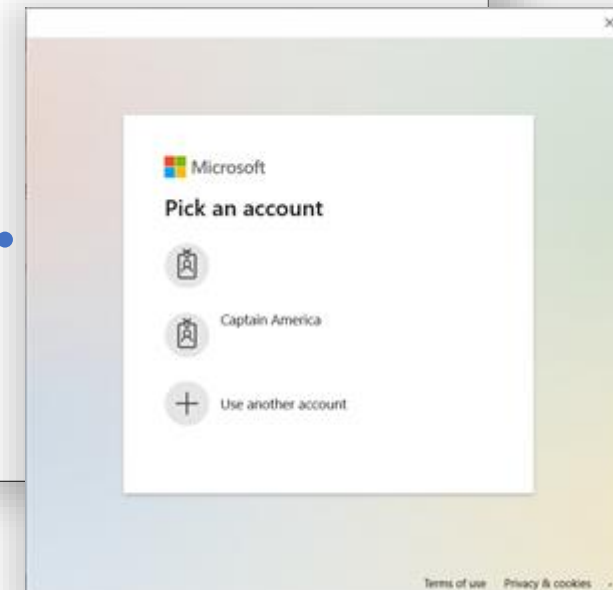 Microsoft
Pick an account
Captain America
Use another account
Terms of use Privacy & cookies